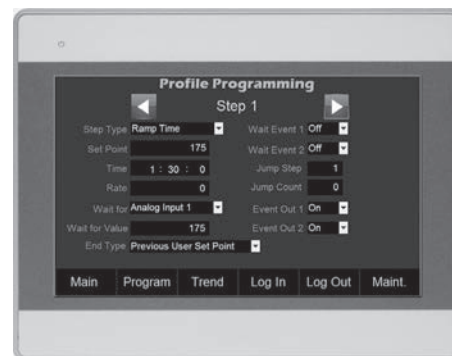 Profile Programming
Step 1
Step Type Ramp Time Wait Event 1 Off
Set Point 175 Wait Event 2 Off
Time 1 : 30 : 0 Jump Step 1
Rate 0 Jump Count 0
Wait for Analog Input 1 Event Out 1 On
Wait for Value 175 Event Out 2 On
End Type Previous User Set Point
Main Program Trend Log In Log Out Maint.